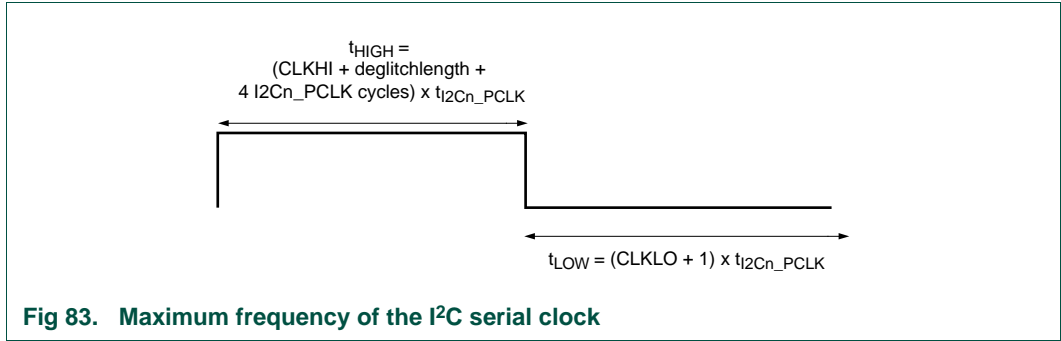 tHIGH =
(CLKHI + deglitchlength +
4 I2Cn_PCLK cycles) x tI2Cn_PCLK
tLOW = (CLKLO + 1) x tI2Cn_PCLK
Fig 83. Maximum frequency of the I2C serial clock